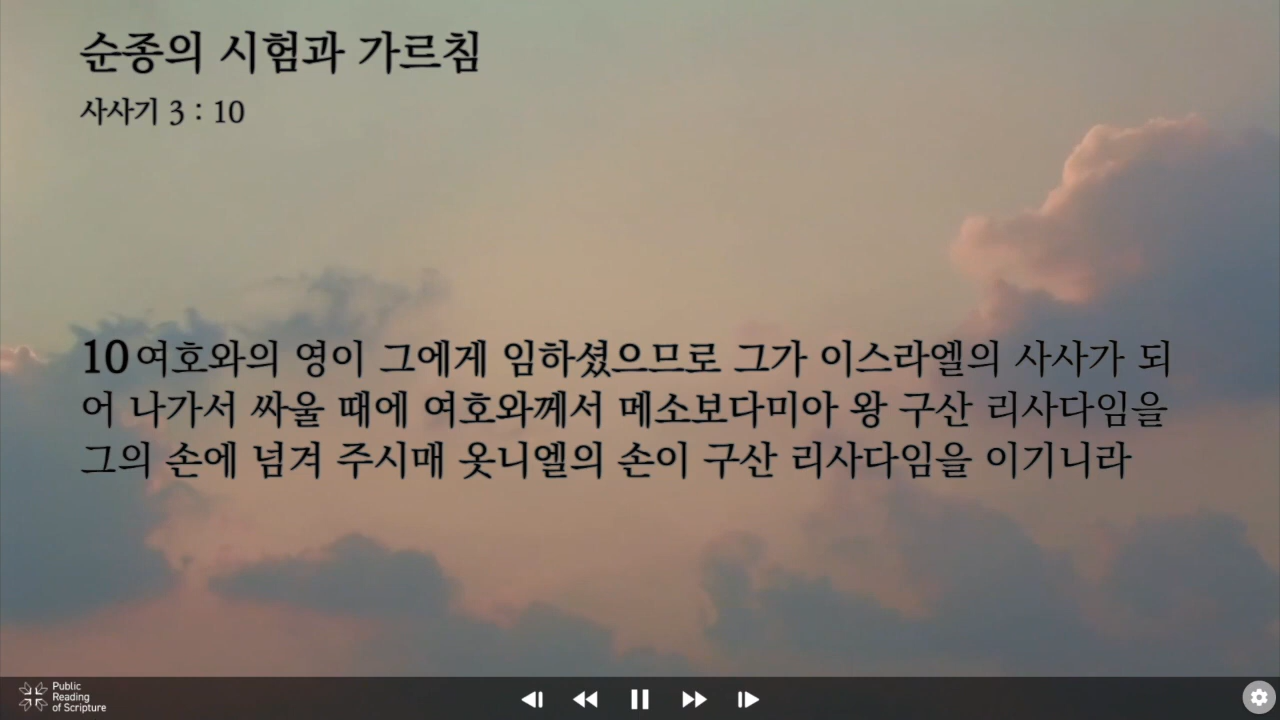 순종의 시험과 가르침
사사기 3 : 10
10 여호와의 영이 그에게 임하셨으므로 그가 이스라엘의 사사가 되
어 나가서 싸울 때에 여호와께서 메소보다미아 왕 구산 리사다임을
그의 손에 넘겨 주시매 옷니엘의 손이 구산 리사다임을 이기니라
Public
Reading
of Scripture